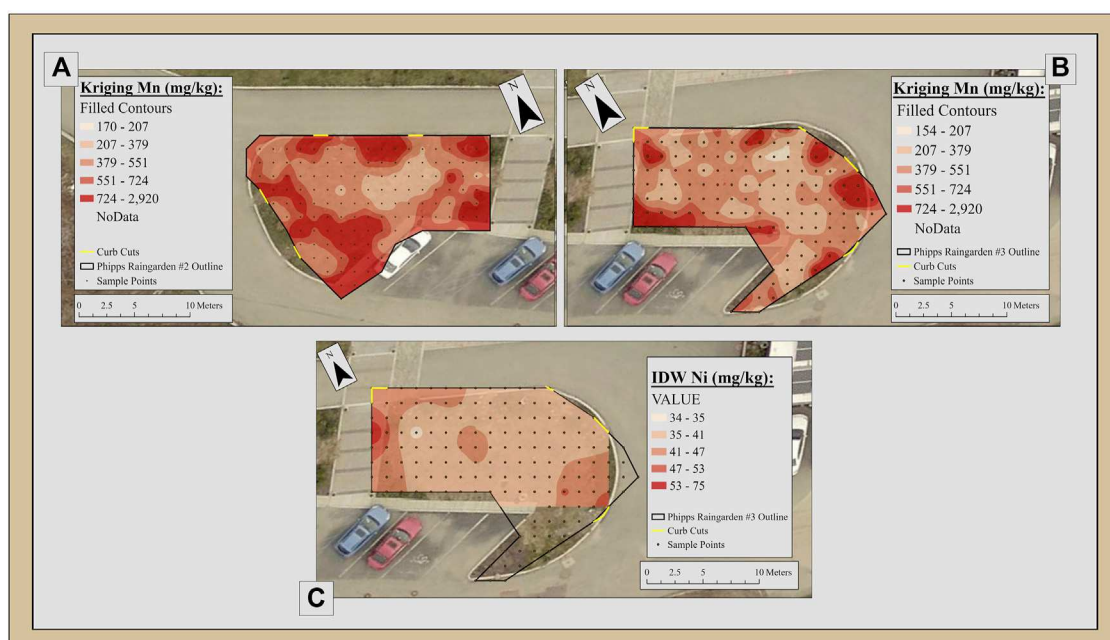 A
Kriging Mn (mg/kg):
Filled Contours
170 - 207
207 - 379
379 - 551
551 - 724
724 - 2,920
NoData
Curb Cuts
Phipps Raingarden #2 Outline
Sample Points
0 2.5 5 10 Meters
N
B
N
Kriging Mn (mg/kg):
Filled Contours
154 - 207
207 - 379
379 - 551
551 - 724
724 - 2,920
NoData
Phipps Raingarden #3 Outline
Curb Cuts
Sample Points
0 2.5 5 10 Meters
C
N
IDW Ni (mg/kg):
VALUE
34 - 35
35 - 41
41 - 47
47 - 53
53 - 75
Phipps Raingarden #3 Outline
Curb Cuts
Sample Points
0 2.5 5 10 Meters